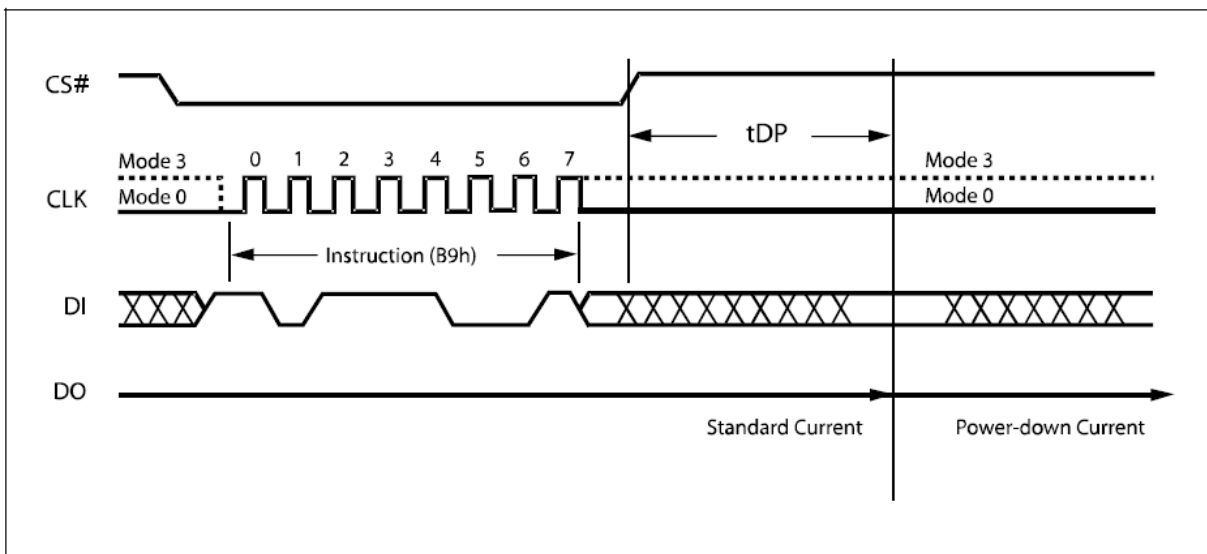 CS#
tDP
Mode 3
0 1 2 3 4 5 6 7
Mode 3
CLK
Mode 0
Mode 0
Instruction (B9h)
DI
DO
Standard Current
Power-down Current